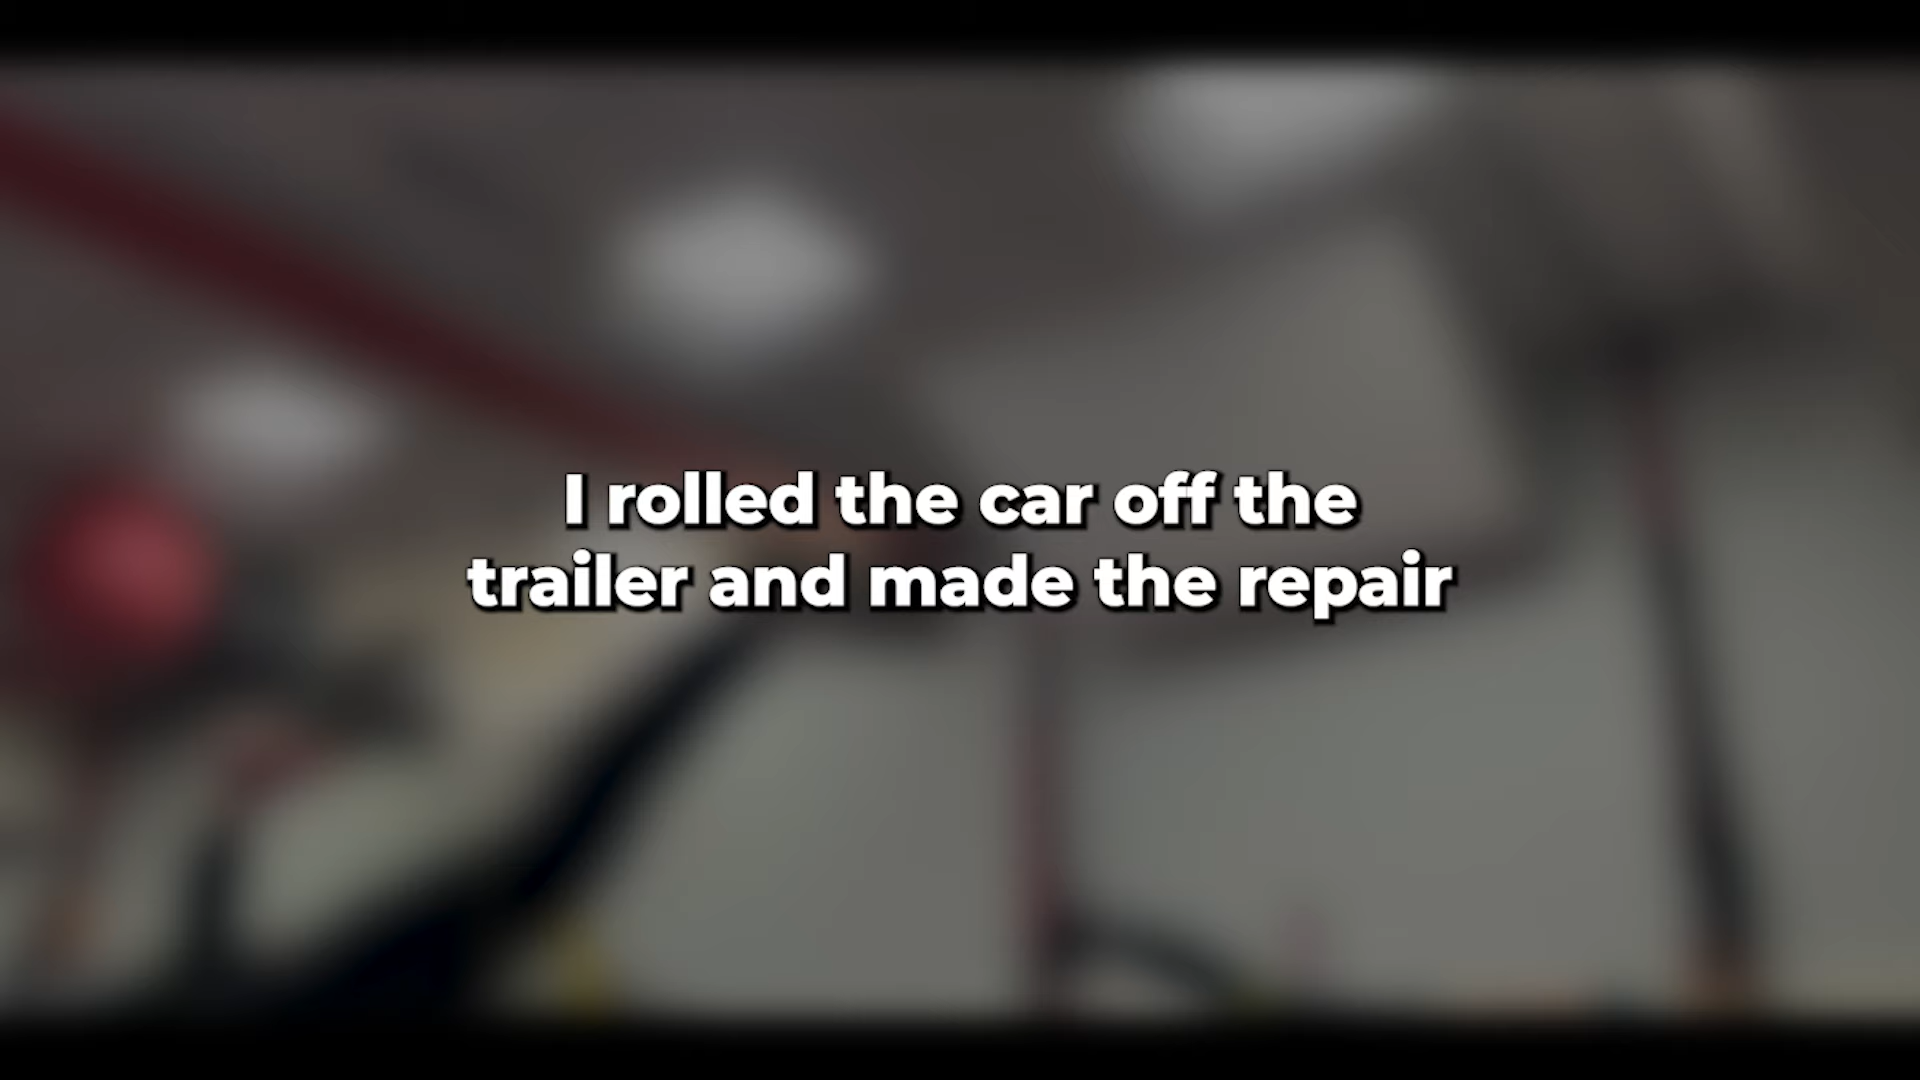 I rolled the car off the
trailer and made the repair